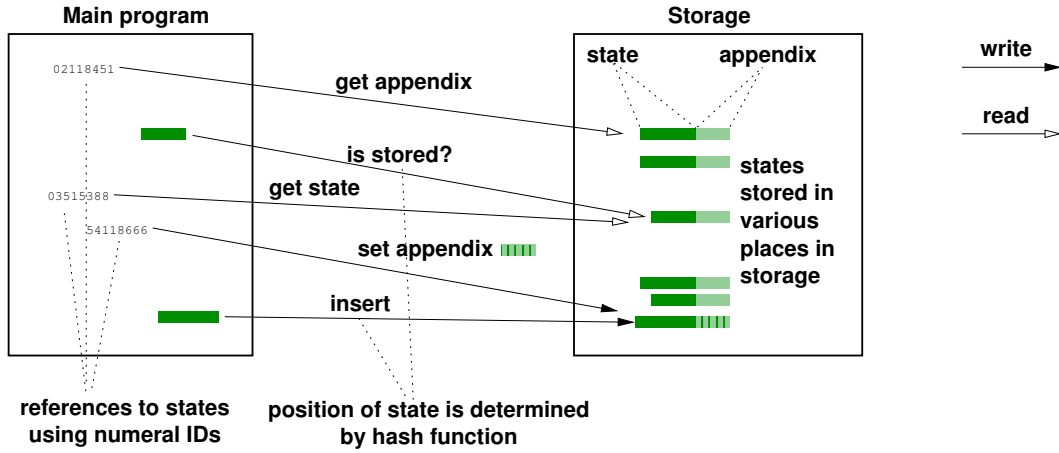 Main program
Storage
02118451
get appendix
state
appendix
write
read
is stored?
03515388
get state
54118666
set appendix
states
stored in
various
places in
storage
insert
references to states
using numeral IDs
position of state is determined
by hash function